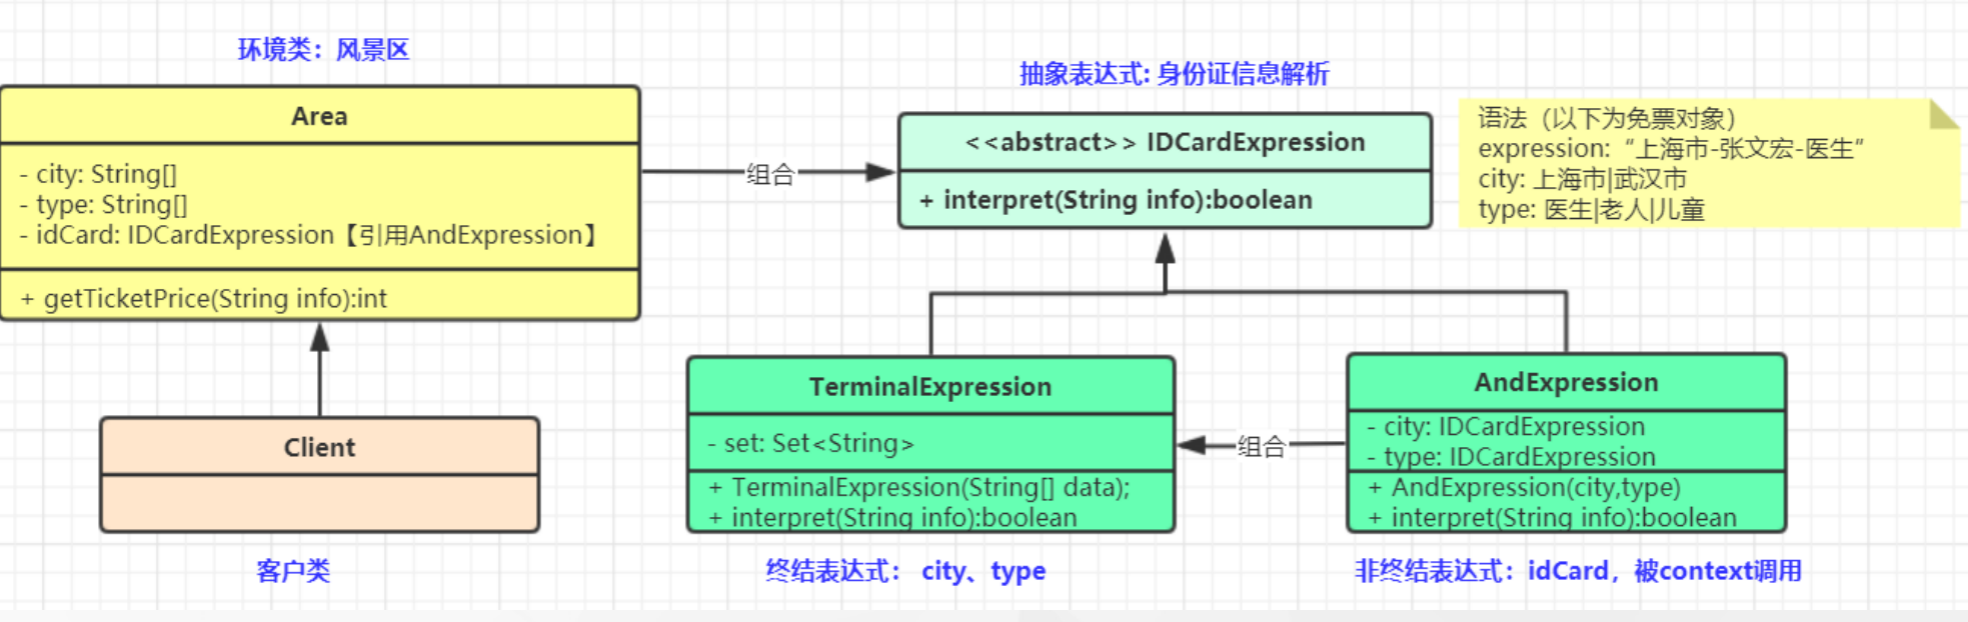 环境类：风景区
Area
- city: String[]
- type: String[]
- idCard: IDCardExpression【引用AndExpression】
+ getTicketPrice(String info):int
组合
抽象表达式: 身份证信息解析
<<abstract>> IDCardExpression
+ interpret(String info):boolean
语法（以下为免票对象）
expression:“上海市-张文宏-医生”
city: 上海市|武汉市
type: 医生|老人|儿童
Client
客户类
TerminalExpression
- set: Set<String>
+ TerminalExpression(String[] data);
+ interpret(String info):boolean
终结表达式： city、type
组合
AndExpression
- city: IDCardExpression
- type: IDCardExpression
+ AndExpression(city,type)
+ interpret(String info):boolean
非终结表达式：idCard，被context调用